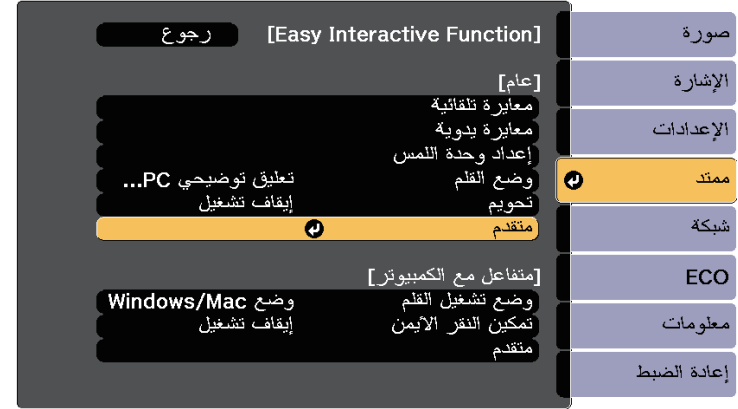 صورة
الإشارة
الإعدادات
ممتد
شبكة
ECO
معلومات
إعادة الضبط
[Easy Interactive Function] رجوع
[عام]
معايرة تلقائية
معايرة يدوية
إعداد وحدة اللمس
وضع القلم تعليق توضيحي PC...
تحويم إيقاف تشغيل
متقدم
[متفاعل مع الكمبيوتر]
وضع تشغيل القلم وضع Windows/Mac
تمكين النقر الأيمن إيقاف تشغيل
متقدم